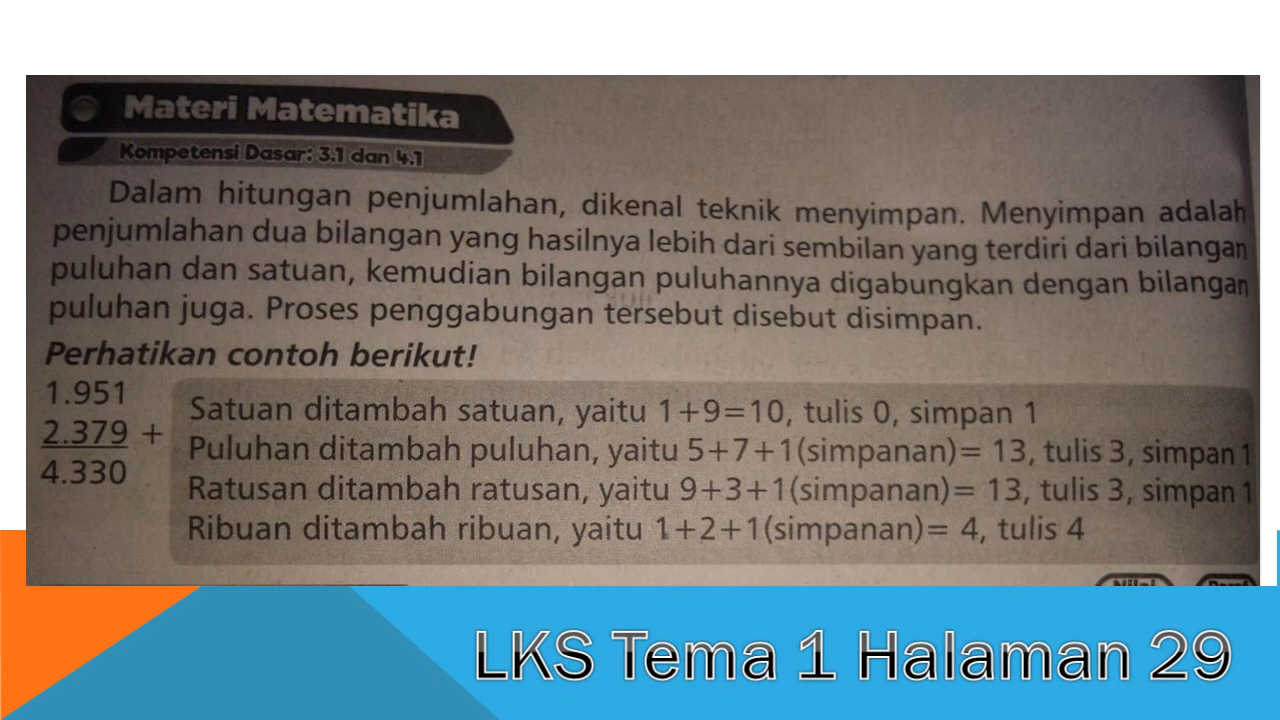 Materi Matematika
Kompetensi Dasar: 3.1 dan 4.1
Dalam hitungan penjumlahan, dikenal teknik menyimpan. Menyimpan adalah
penjumlahan dua bilangan yang hasilnya lebih dari sembilan yang terdiri dari bilangan
puluhan dan satuan, kemudian bilangan puluhannya digabungkan dengan bilangan
puluhan juga. Proses penggabungan tersebut disebut disimpan.
Perhatikan contoh berikut!
1.951
2.379 +
4.330
Satuan ditambah satuan, yaitu 1+9=10, tulis 0, simpan 1
Puluhan ditambah puluhan, yaitu 5+7+1(simpanan)= 13, tulis 3, simpan 1
Ratusan ditambah ratusan, yaitu 9+3+1(simpanan)= 13, tulis 3, simpan 1
Ribuan ditambah ribuan, yaitu 1+2+1(simpanan)= 4, tulis 4
Nilai
LKS Tema 1 Halaman 29